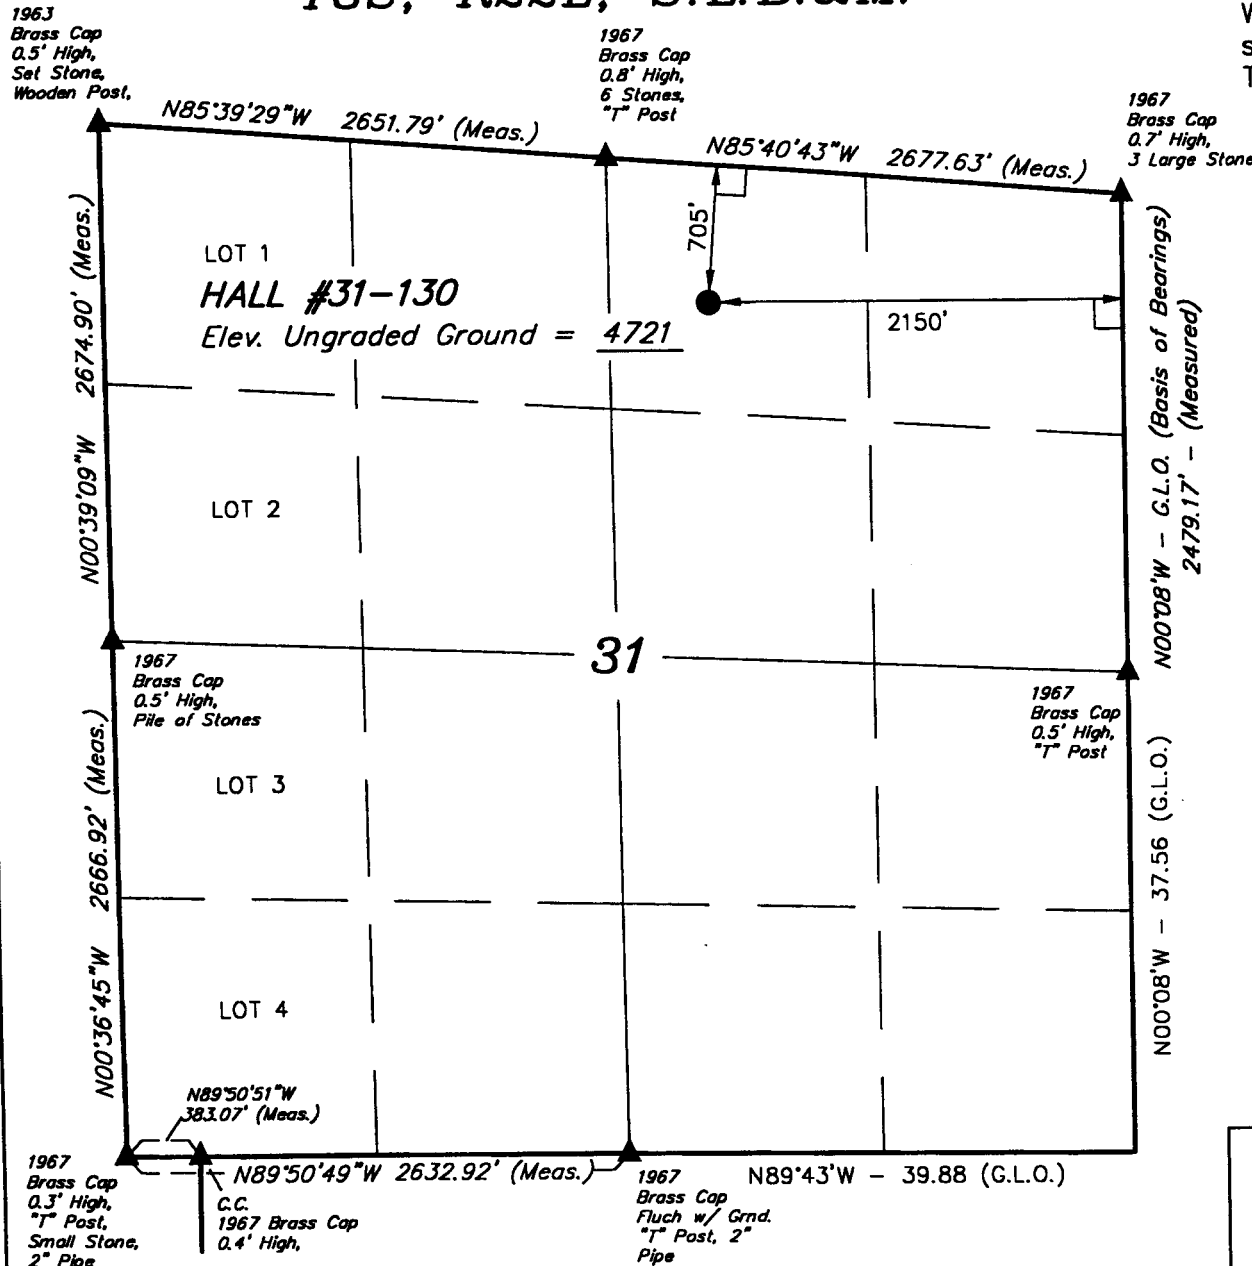 R22E, S.L.B.&M.
1963
Brass Cap
0.5' High,
Set Stone,
Wooden Post,
1967
Brass Cap
0.8' High,
6 Stones,
"T" Post
1967
Brass Cap
0.7' High,
3 Large Stone
N85°39'29"W 2651.79' (Meas.)
N85°40'43"W 2677.63' (Meas.)
N00°39'09"W 2674.90' (Meas.)
LOT 1
HALL #31-130
Elev. Ungraded Ground = 4721
705'
2150'
N00°08'W - G.L.O. (Basis of Bearings)
2479.17' - (Measured)
LOT 2
31
1967
Brass Cap
0.5' High,
Pile of Stones
1967
Brass Cap
0.5' High,
"T" Post
N00°36'45"W 2666.92' (Meas.)
LOT 3
N00°08'W - 37.56 (G.L.O.)
LOT 4
N89°50'51"W
383.07' (Meas.)
N89°50'49"W 2632.92' (Meas.)
N89°43'W - 39.88 (G.L.O.)
1967
Brass Cap
0.3' High,
"T" Post,
Small Stone,
2" Pipe
C.C.
1967 Brass Cap
0.4' High,
1967
Brass Cap
Fluch w/ Grnd.
"T" Post, 2"
Pipe